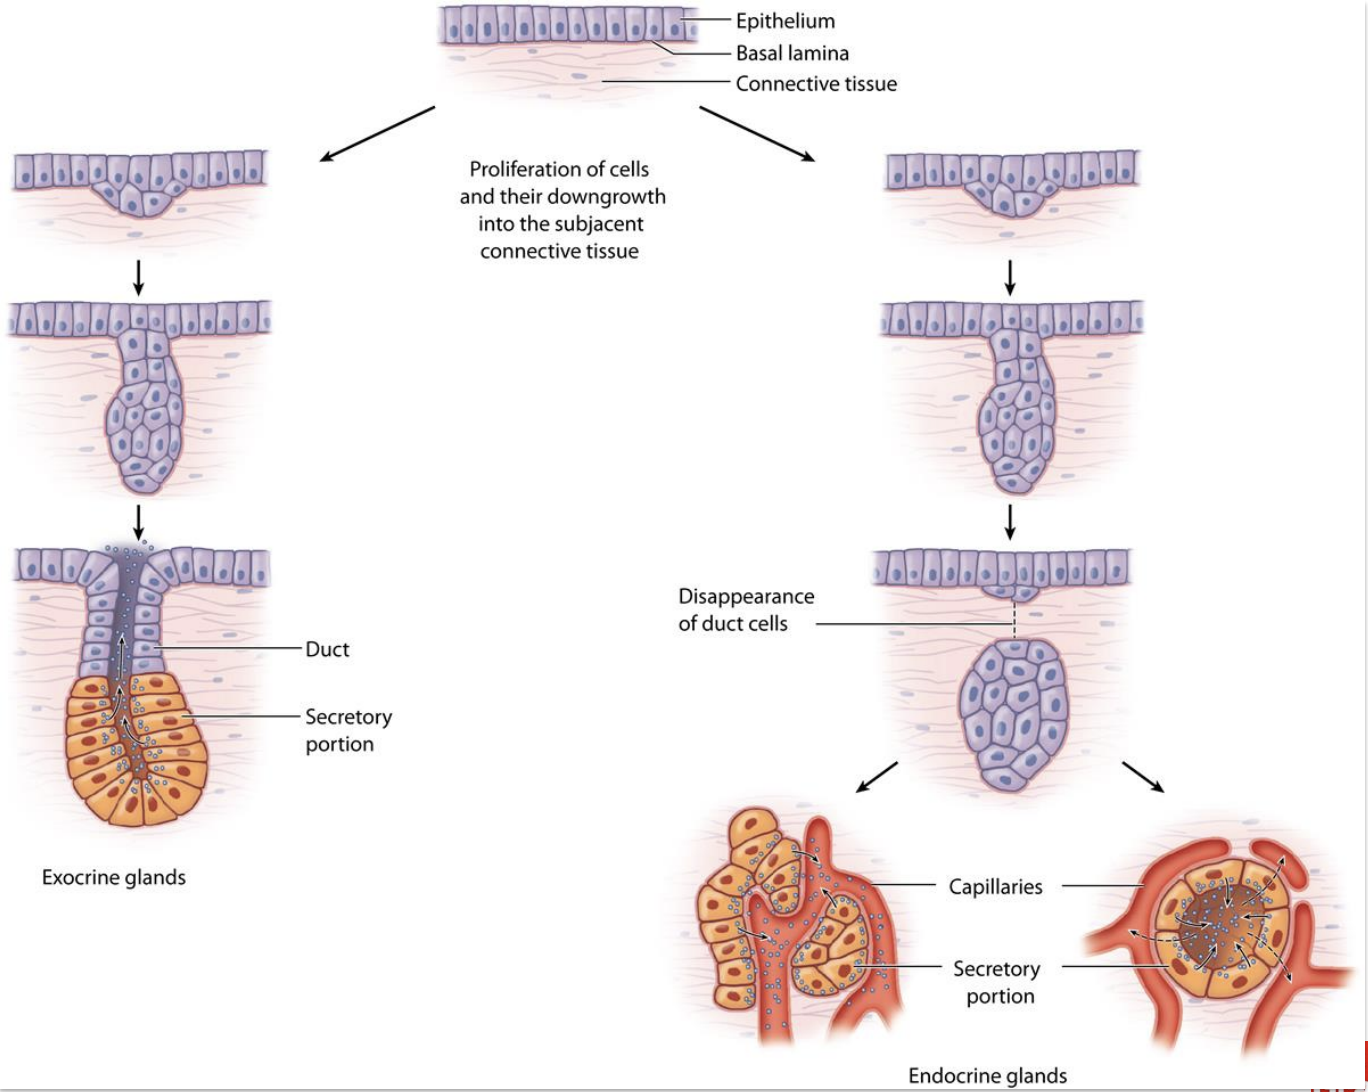 Epithelium
Basal lamina
Connective tissue
Proliferation of cells
and their downgrowth
into the subjacent
connective tissue
Disappearance
of duct cells
Duct
Secretory
portion
Exocrine glands
Capillaries
Secretory
portion
Endocrine glands